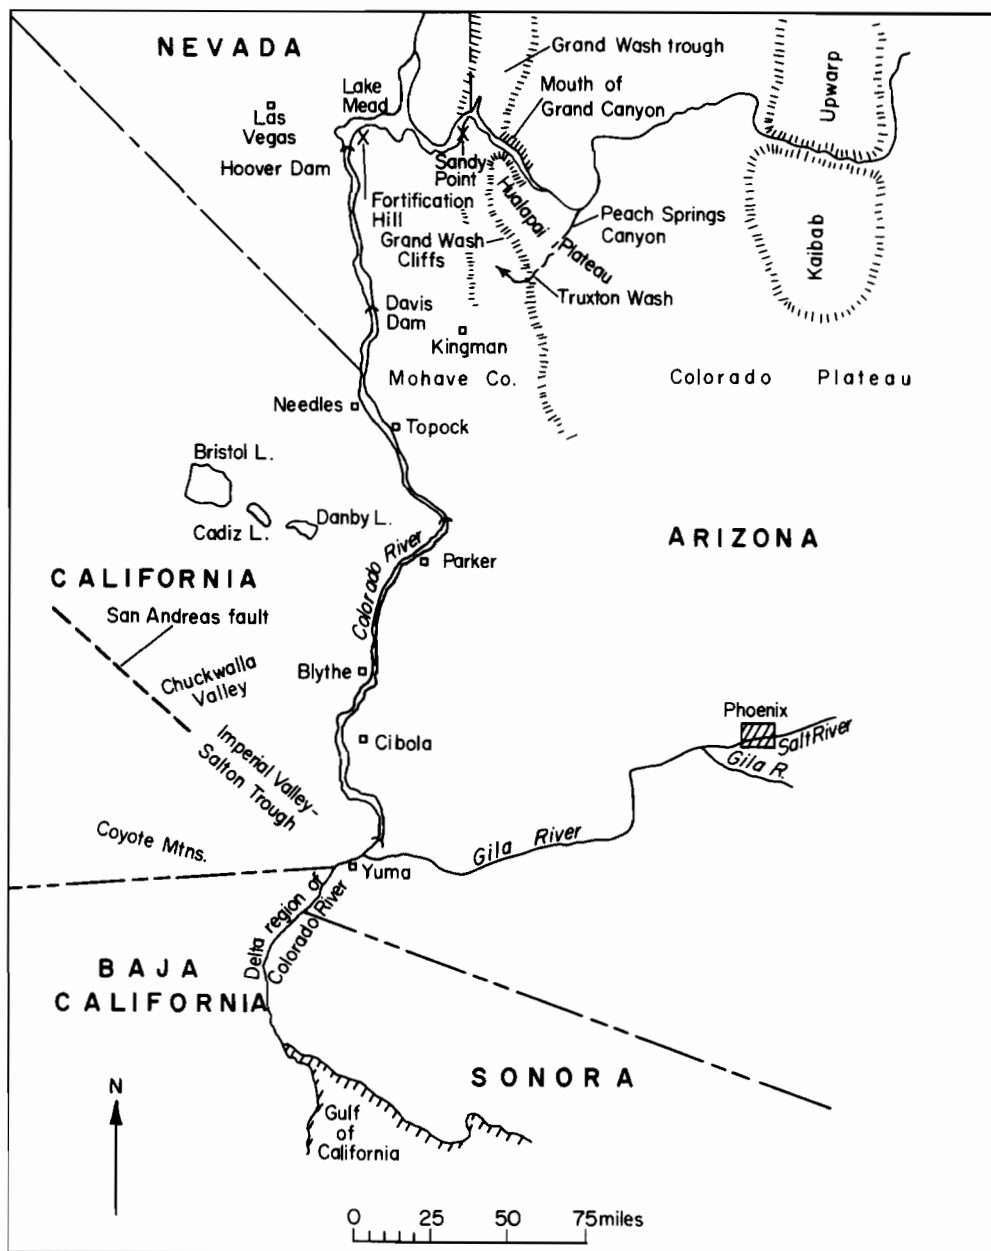 NEVADA
Grand Wash trough
Lake
Mead
Mouth of
Grand Canyon
Upwarp
Las
Vegas
Hoover Dam
Sandy
Point
Fortification
Hill
Hualapai
Plateau
Peach Springs
Canyon
Kaibab
Grand Wash
Cliffs
Truxton Wash
Davis
Dam
Kingman
Mohave Co.
Colorado Plateau
Needles
Topock
Bristol L.
Cadiz L.
Danby L.
ARIZONA
Colorado River
Parker
CALIFORNIA
San Andreas fault
Chuckwalla
Valley
Blythe
Phoenix
Salt River
Gila R.
Cibola
Imperial Valley-
Salton Trough
Coyote Mtns.
Gila River
Yuma
Delta region of
Colorado River
BAJA
CALIFORNIA
SONORA
N
Gulf
of
California
0 25 50 75 miles